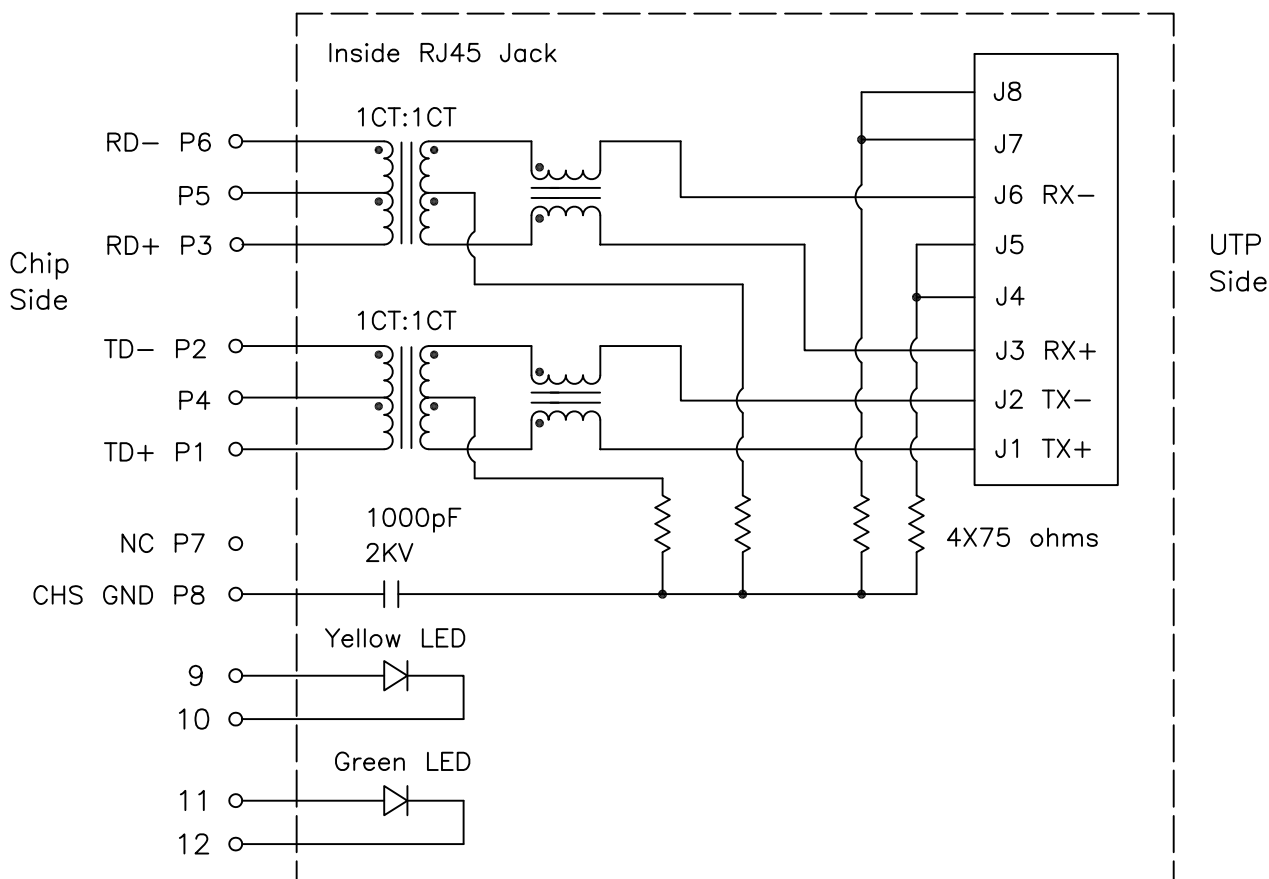 Inside RJ45 Jack
1CT:1CT
RD- P6
P5
RD+ P3
Chip
Side
1CT:1CT
TD- P2
P4
TD+ P1
1000pF
2KV
NC P7
CHS GND P8
Yellow LED
9
10
Green LED
11
12
J8
J7
J6 RX-
J5
J4
J3 RX+
J2 TX-
J1 TX+
4X75 ohms
UTP
Side